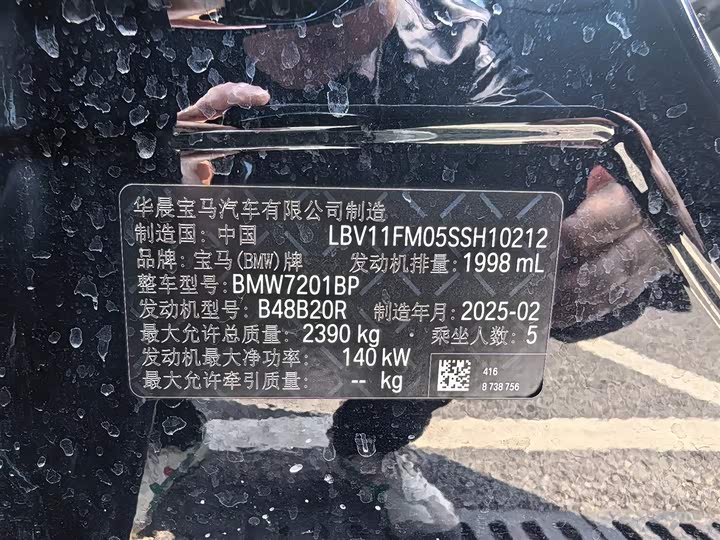 华晨宝马汽车有限公司制造
制造国：中国 LBV11FM05SSH10212
品牌：宝马(BMW)牌 发动机排量：1998 mL
整车型号：BMW7201BP
发动机型号：B48B20R 制造年月：2025-02
最大允许总质量：2390 kg · 乘坐人数：5
发动机最大净功率： 140 kW
最大允许牵引质量： -- kg
416
8 738 756